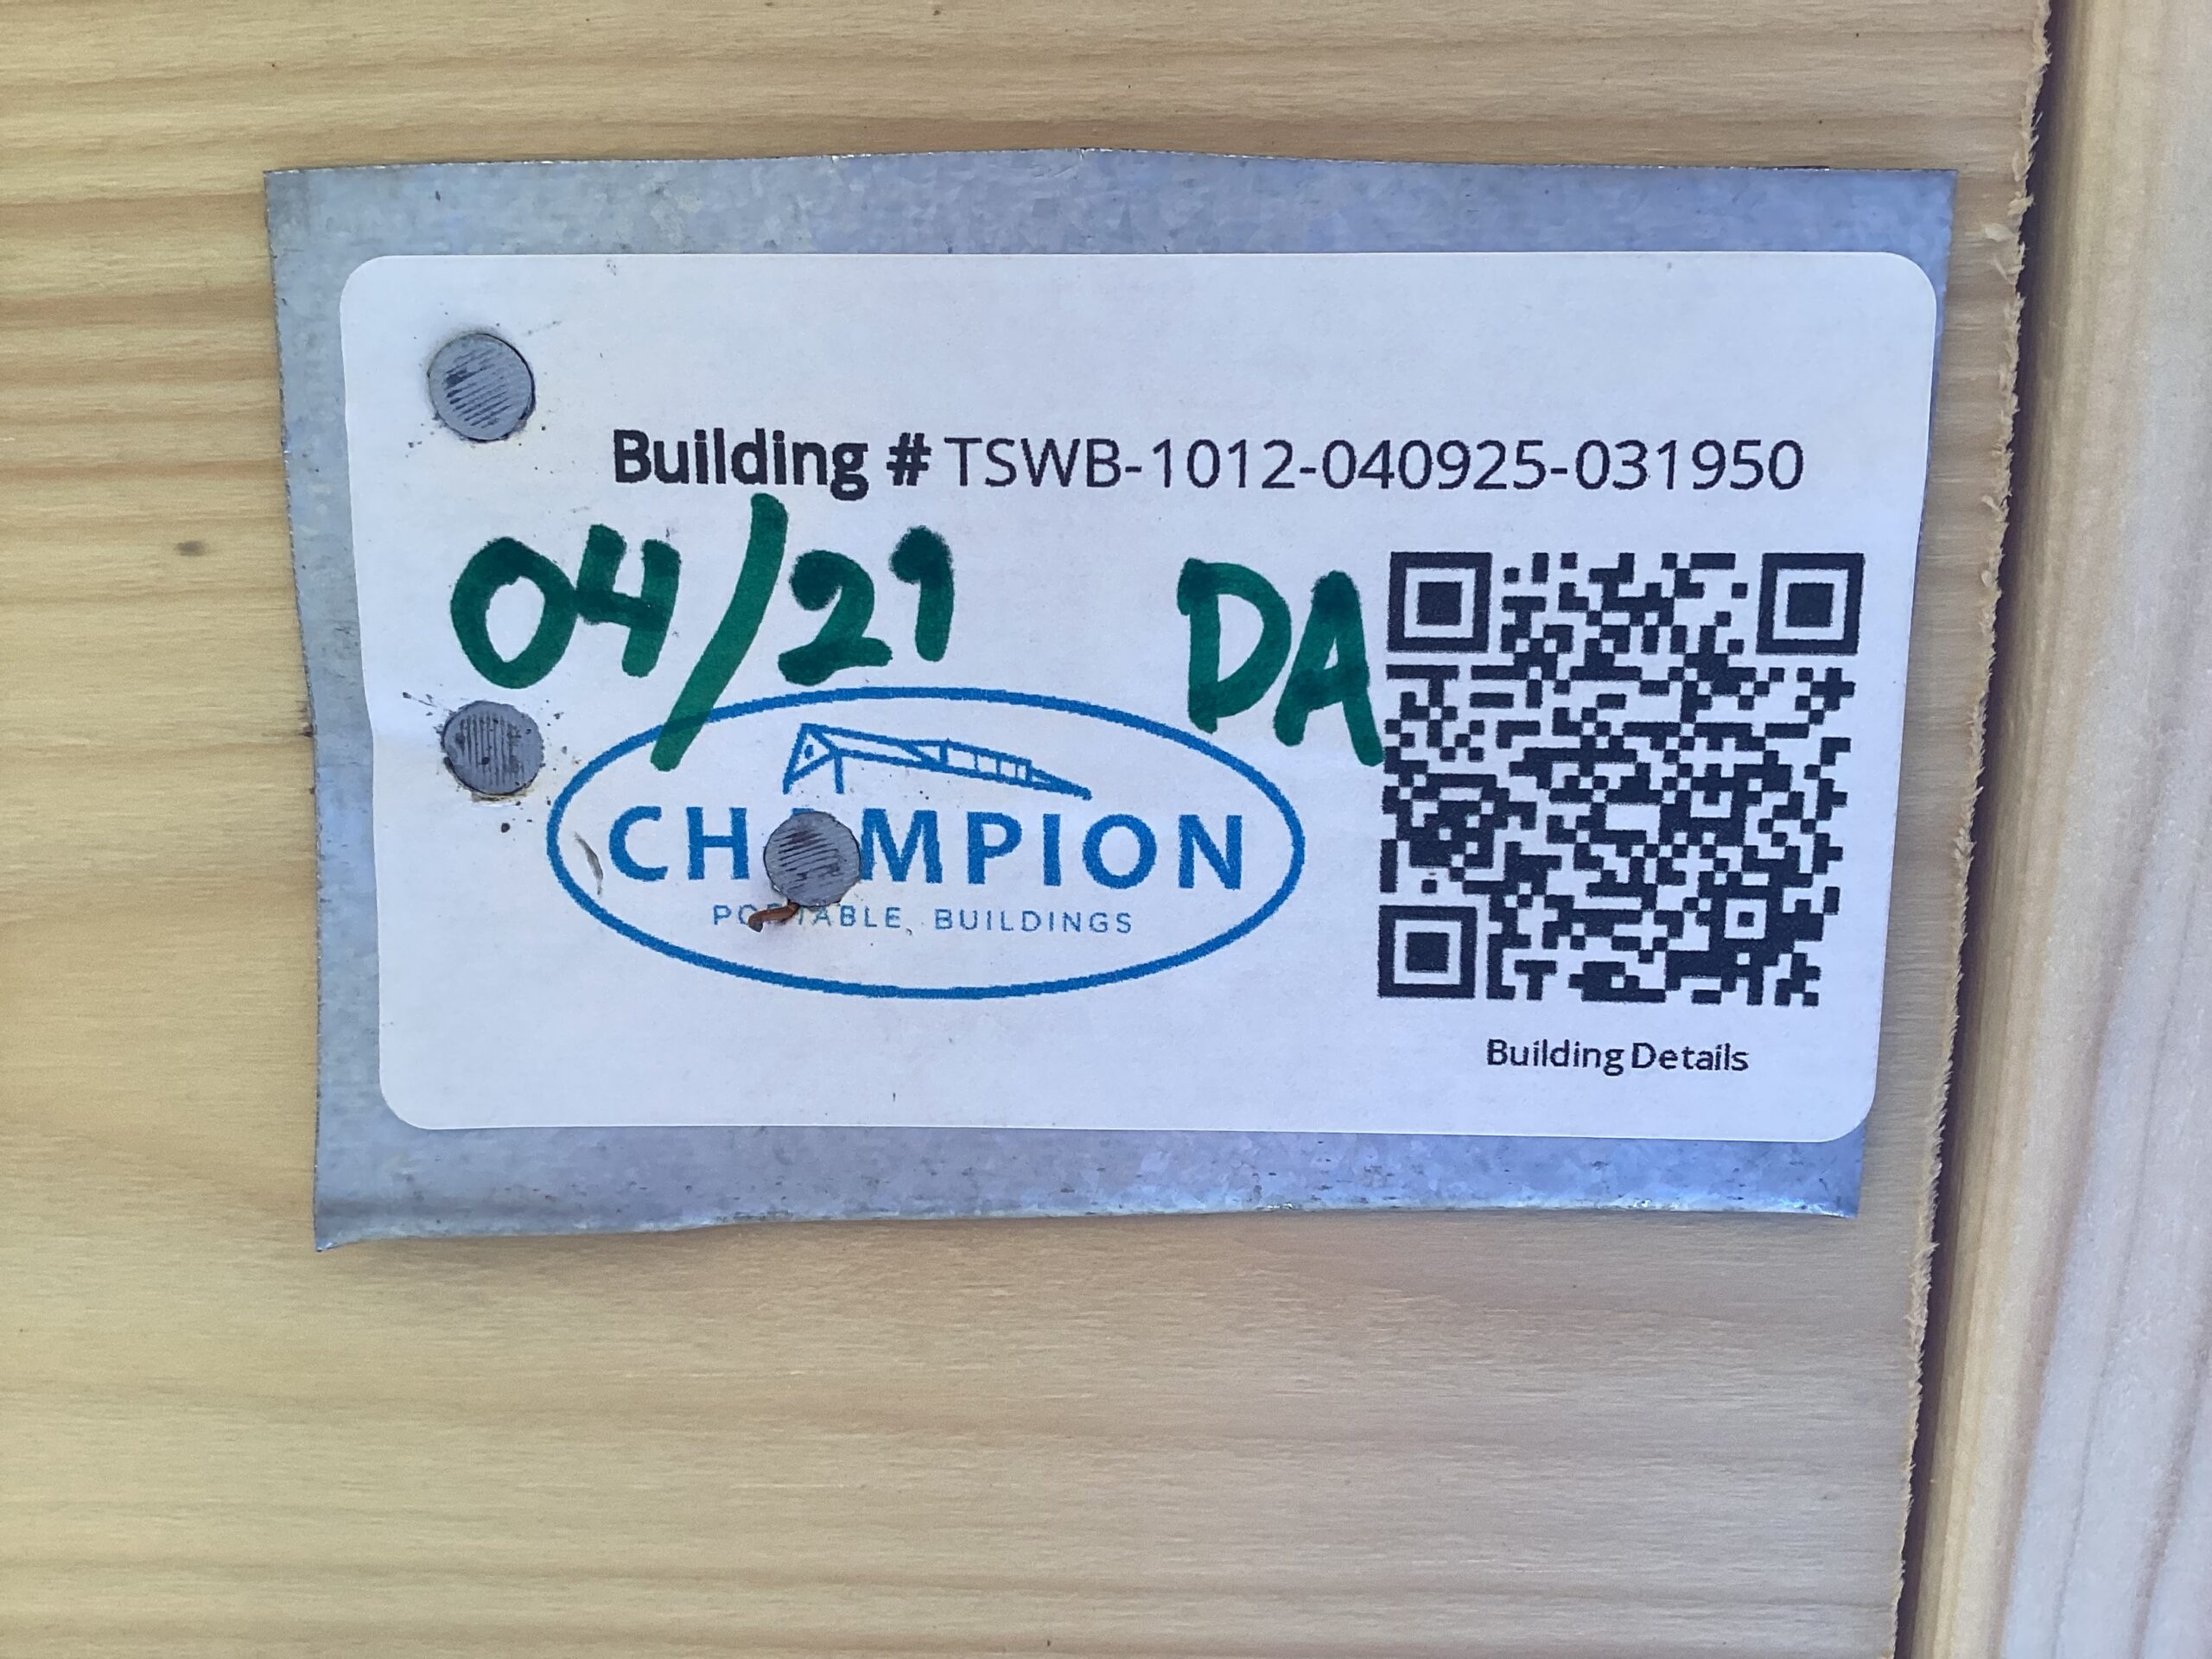 Building # TSWB-1012-040925-031950
04/21 DA
CHAMPION
PORTABLE BUILDINGS
Building Details